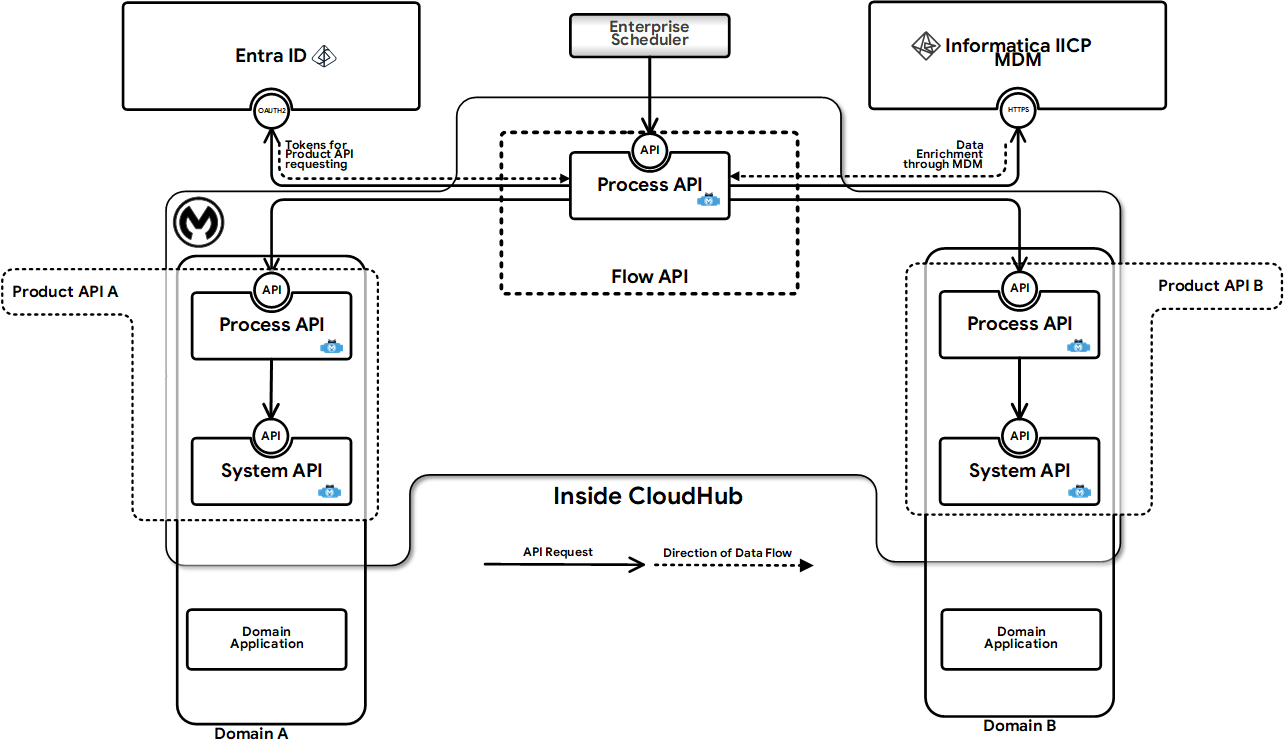 Enterprise
Scheduler
Entra ID
Informatica IICP
MDM
OAUTH2
HTTPS
Tokens for
Product API
requesting
API
Data
Enrichment
through MDM
Process API
Flow API
Product API A
API
Process API
API
System API
Product API B
API
Process API
API
System API
Inside CloudHub
API Request
Direction of Data Flow
Domain
Application
Domain
Application
Domain A
Domain B